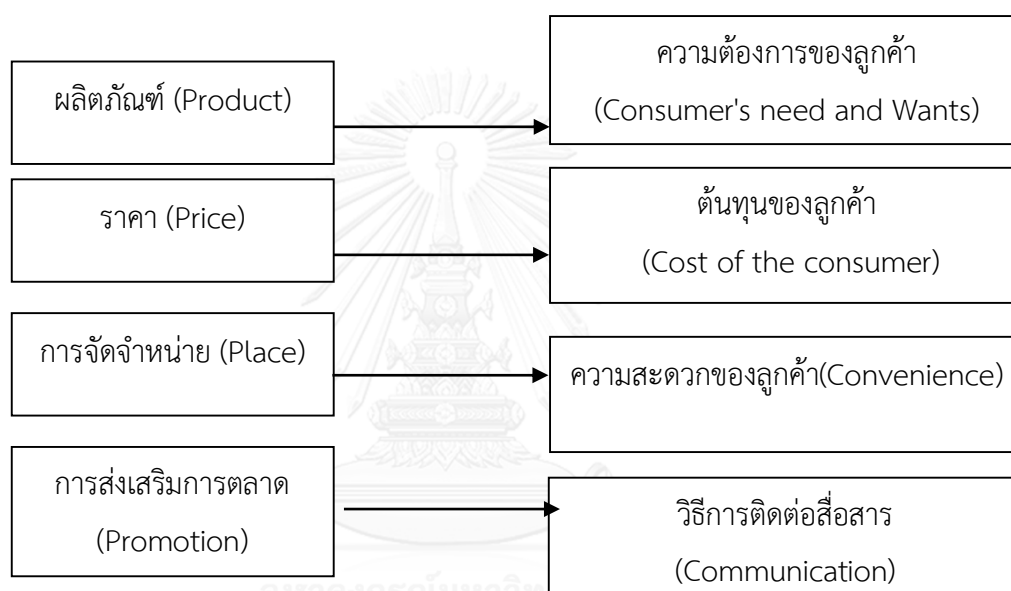 ผลิตภัณฑ์ (Product)
ความต้องการของลูกค้า
(Consumer's need and Wants)
ราคา (Price)
ต้นทุนของลูกค้า
(Cost of the consumer)
การจัดจำหน่าย (Place)
ความสะดวกของลูกค้า(Convenience)
การส่งเสริมการตลาด
(Promotion)
วิธีการติดต่อสื่อสาร
(Communication)